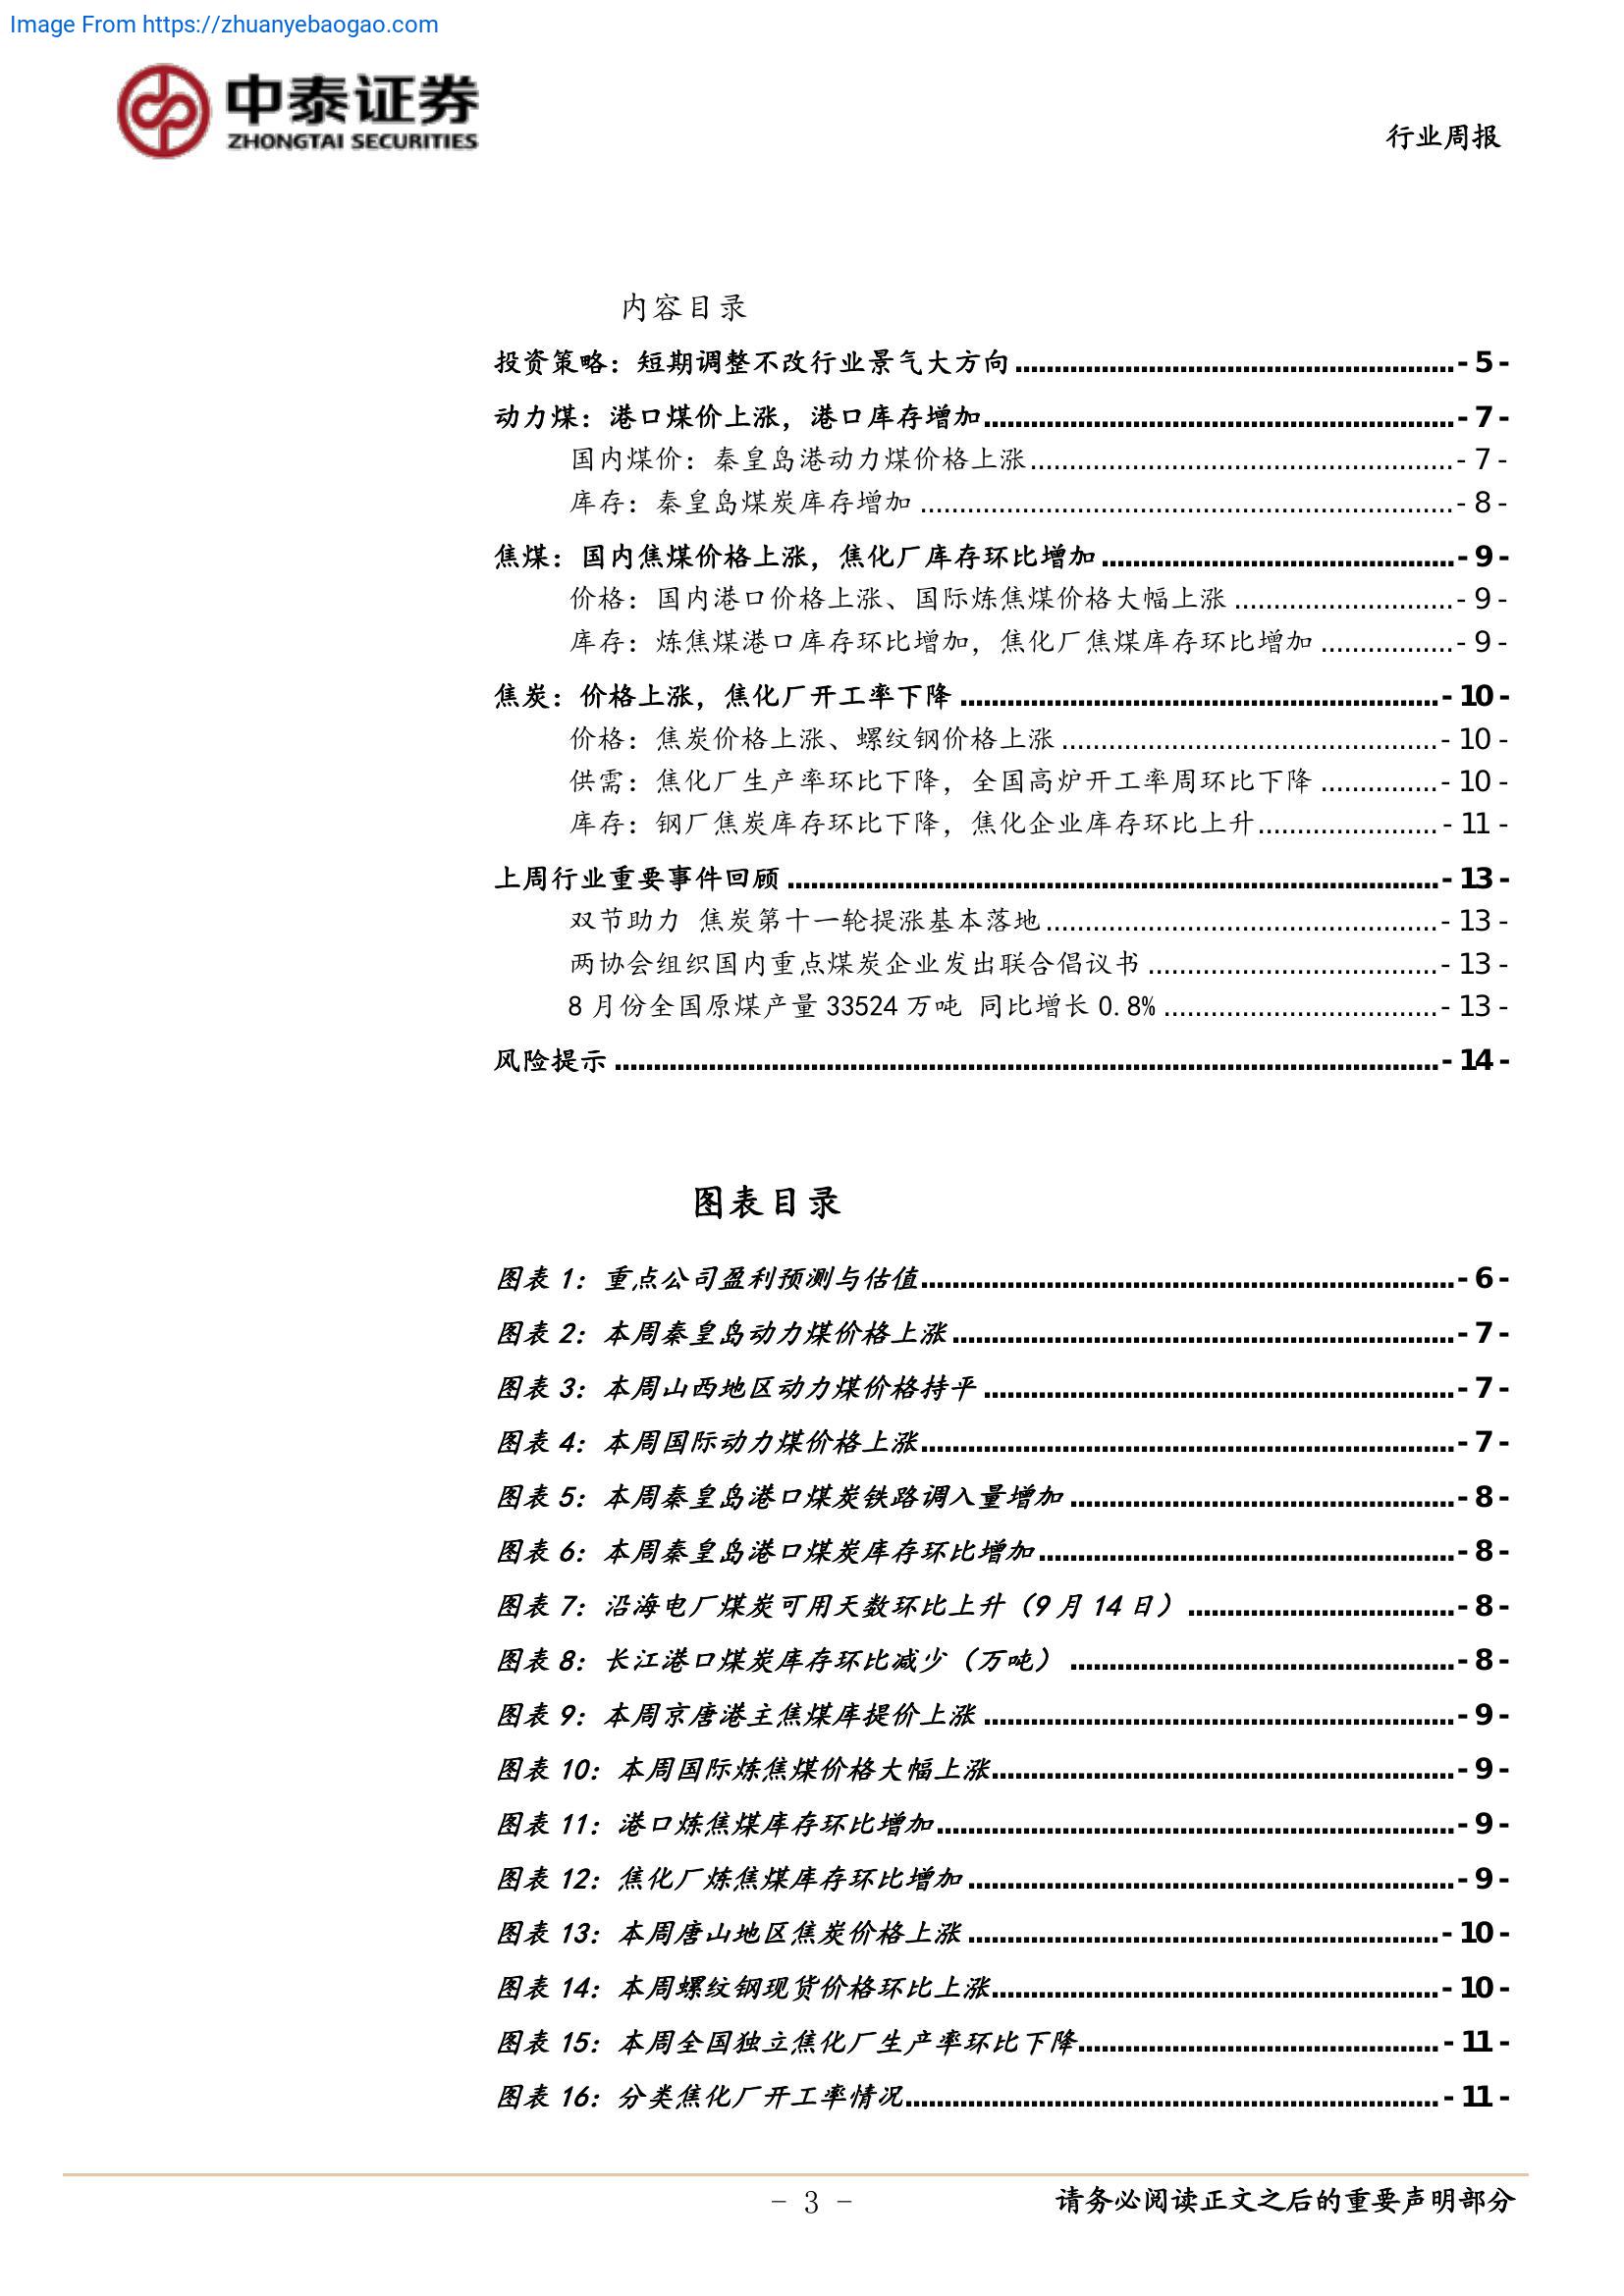 Image From https://zhuanyebaogao.com
中泰证券
ZHONGTAI SECURITIES
行业周报
内容目录
投资策略：短期调整不改行业景气大方向........................................................- 5 -
动力煤：港口煤价上涨，港口库存增加............................................................- 7 -
国内煤价：秦皇岛港动力煤价格上涨......................................................- 7 -
库存：秦皇岛煤炭库存增加....................................................................- 8 -
焦煤：国内焦煤价格上涨，焦化厂库存环比增加.............................................- 9 -
价格：国内港口价格上涨、国际炼焦煤价格大幅上涨............................- 9 -
库存：炼焦煤港口库存环比增加，焦化厂焦煤库存环比增加.................- 9 -
焦炭：价格上涨，焦化厂开工率下降.............................................................- 10 -
价格：焦炭价格上涨、螺纹钢价格上涨................................................- 10 -
供需：焦化厂生产率环比下降，全国高炉开工率周环比下降...............- 10 -
库存：钢厂焦炭库存环比下降，焦化企业库存环比上升.......................- 11 -
上周行业重要事件回顾...................................................................................- 13 -
双节助力 焦炭第十一轮提涨基本落地..................................................- 13 -
两协会组织国内重点煤炭企业发出联合倡议书.....................................- 13 -
8 月份全国原煤产量 33524 万吨 同比增长 0.8%...................................- 13 -
风险提示.........................................................................................................- 14 -
图表目录
图表 1：重点公司盈利预测与估值....................................................................- 6 -
图表 2：本周秦皇岛动力煤价格上涨................................................................- 7 -
图表 3：本周山西地区动力煤价格持平............................................................- 7 -
图表 4：本周国际动力煤价格上涨....................................................................- 7 -
图表 5：本周秦皇岛港口煤炭铁路调入量增加.................................................- 8 -
图表 6：本周秦皇岛港口煤炭库存环比增加.....................................................- 8 -
图表 7：沿海电厂煤炭可用天数环比上升（9 月 14 日）..................................- 8 -
图表 8：长江港口煤炭库存环比减少（万吨）.................................................- 8 -
图表 9：本周京唐港主焦煤库提价上涨............................................................- 9 -
图表 10：本周国际炼焦煤价格大幅上涨...........................................................- 9 -
图表 11：港口炼焦煤库存环比增加..................................................................- 9 -
图表 12：焦化厂炼焦煤库存环比增加..............................................................- 9 -
图表 13：本周唐山地区焦炭价格上涨............................................................- 10 -
图表 14：本周螺纹钢现货价格环比上涨.........................................................- 10 -
图表 15：本周全国独立焦化厂生产率环比下降..............................................- 11 -
图表 16：分类焦化厂开工率情况....................................................................- 11 -
- 3 -
请务必阅读正文之后的重要声明部分